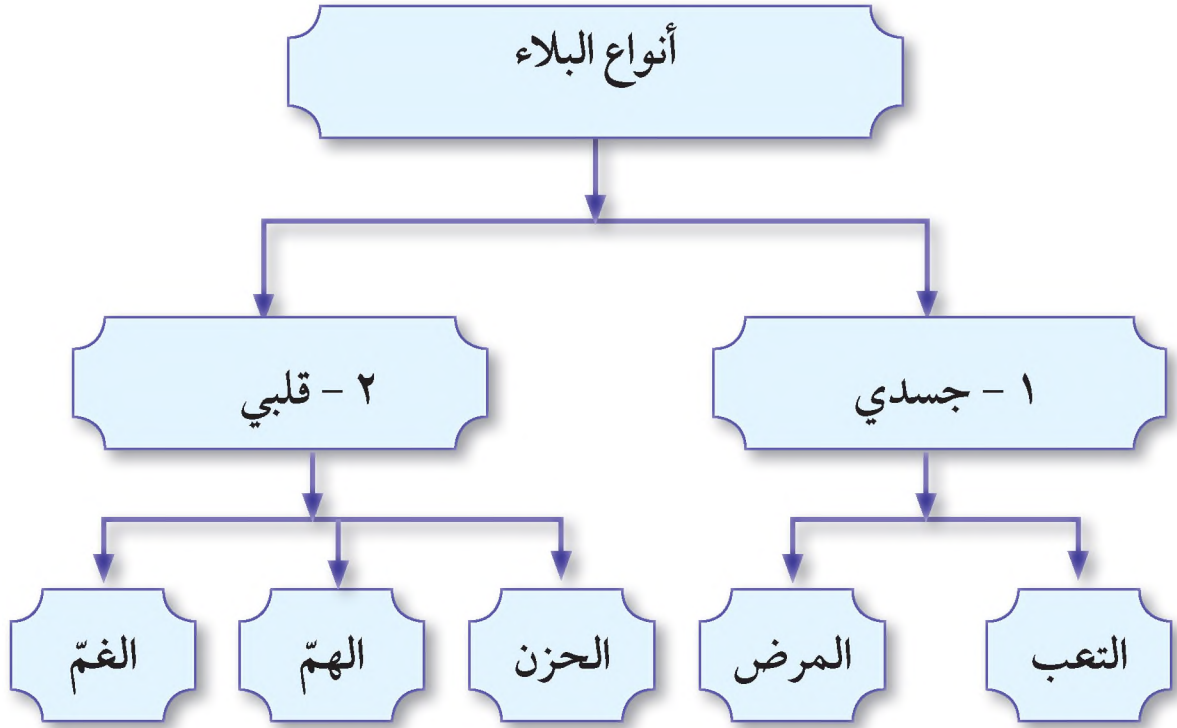 أنواع البلاء
١ - جسدي
٢ - قلبي
التعب
المرض
الحزن
الهمّ
الغمّ